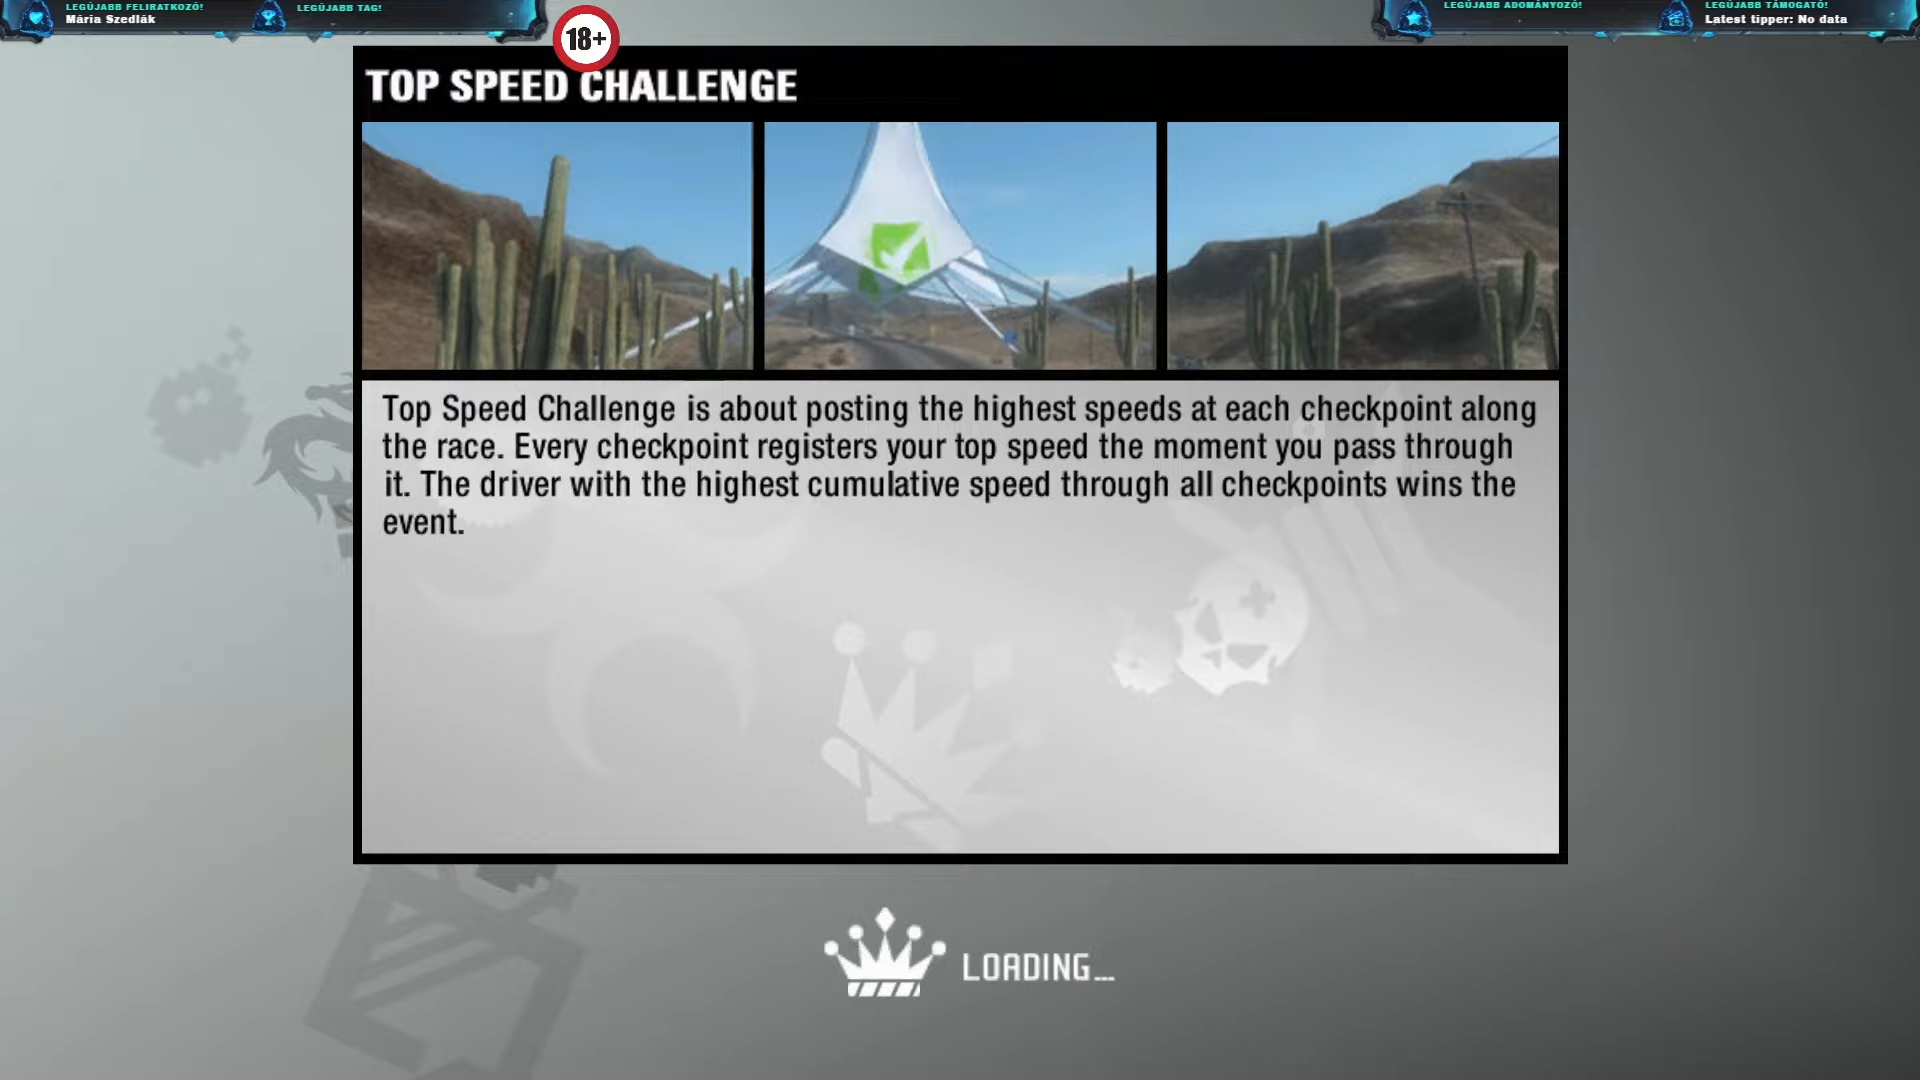 LEGÚJABB FELIRATKOZÓ!
Mária Szedlák
LEGÚJABB TAG!
18+
LEGÚJABB ADOMÁNYOZÓ!
LEGÚJABB TÁMOGATÓ!
Latest tipper: No data
TOP SPEED CHALLENGE
Top Speed Challenge is about posting the highest speeds at each checkpoint along
the race. Every checkpoint registers your top speed the moment you pass through
it. The driver with the highest cumulative speed through all checkpoints wins the
event.
LOADING...